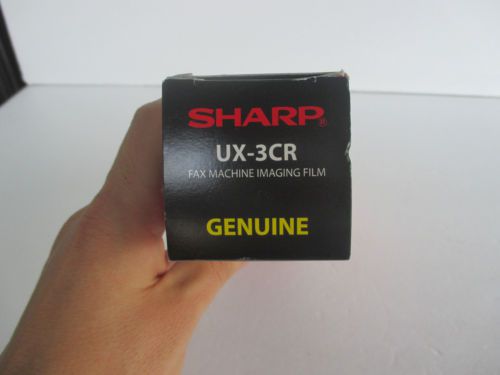 SHARP®
UX-3CR
FAX MACHINE IMAGING FILM
GENUINE